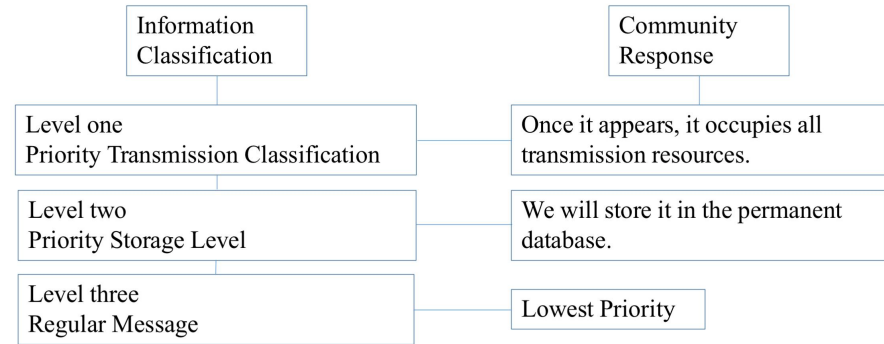 Information
Classification
Community
Response
Level one
Priority Transmission Classification
Once it appears, it occupies all
transmission resources.
Level two
Priority Storage Level
We will store it in the permanent
database.
Level three
Regular Message
Lowest Priority